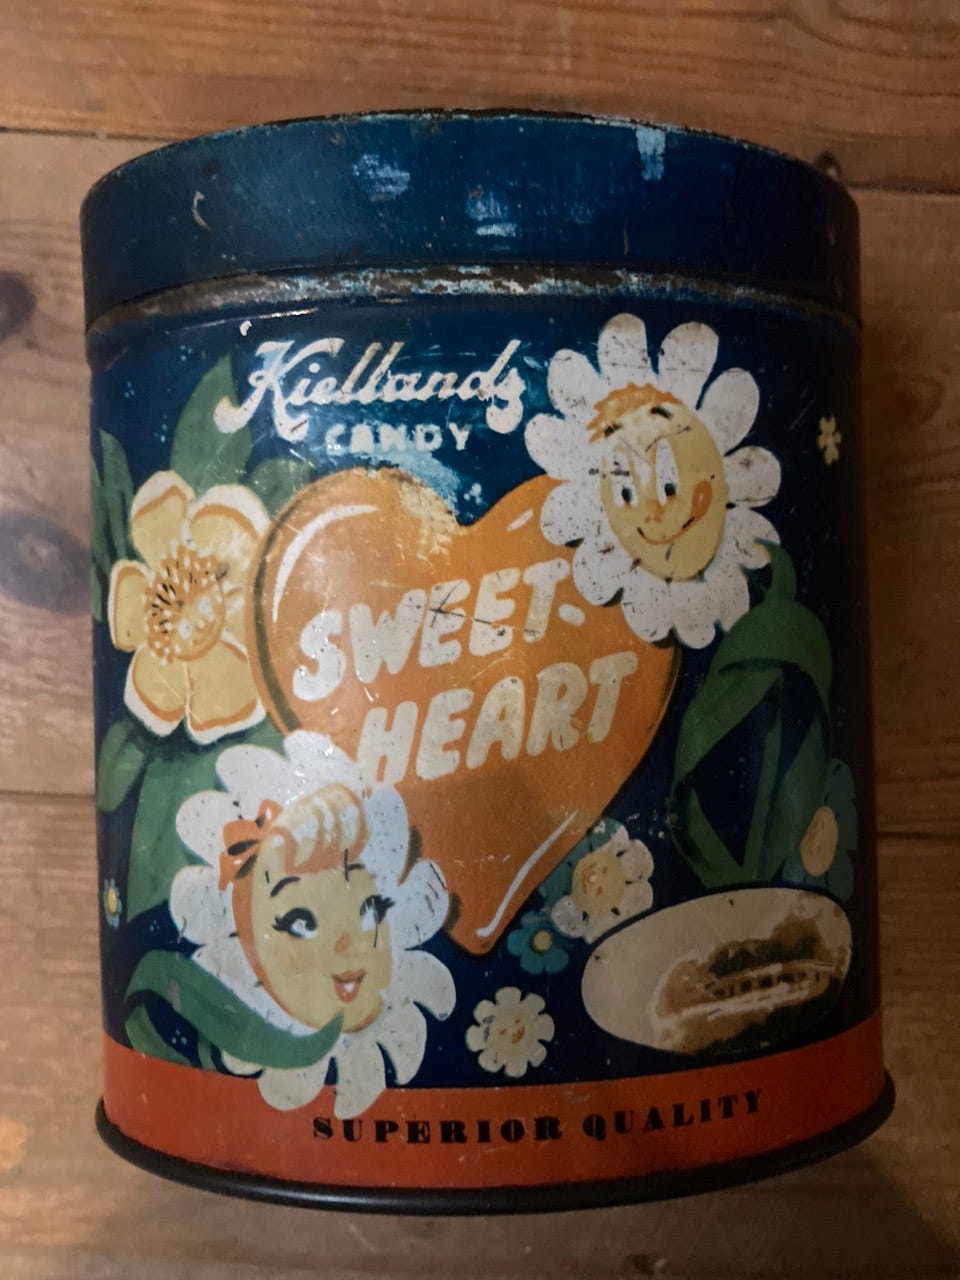 Kiellands
CANDY
SWEET-
HEART
SUPERIOR QUALITY